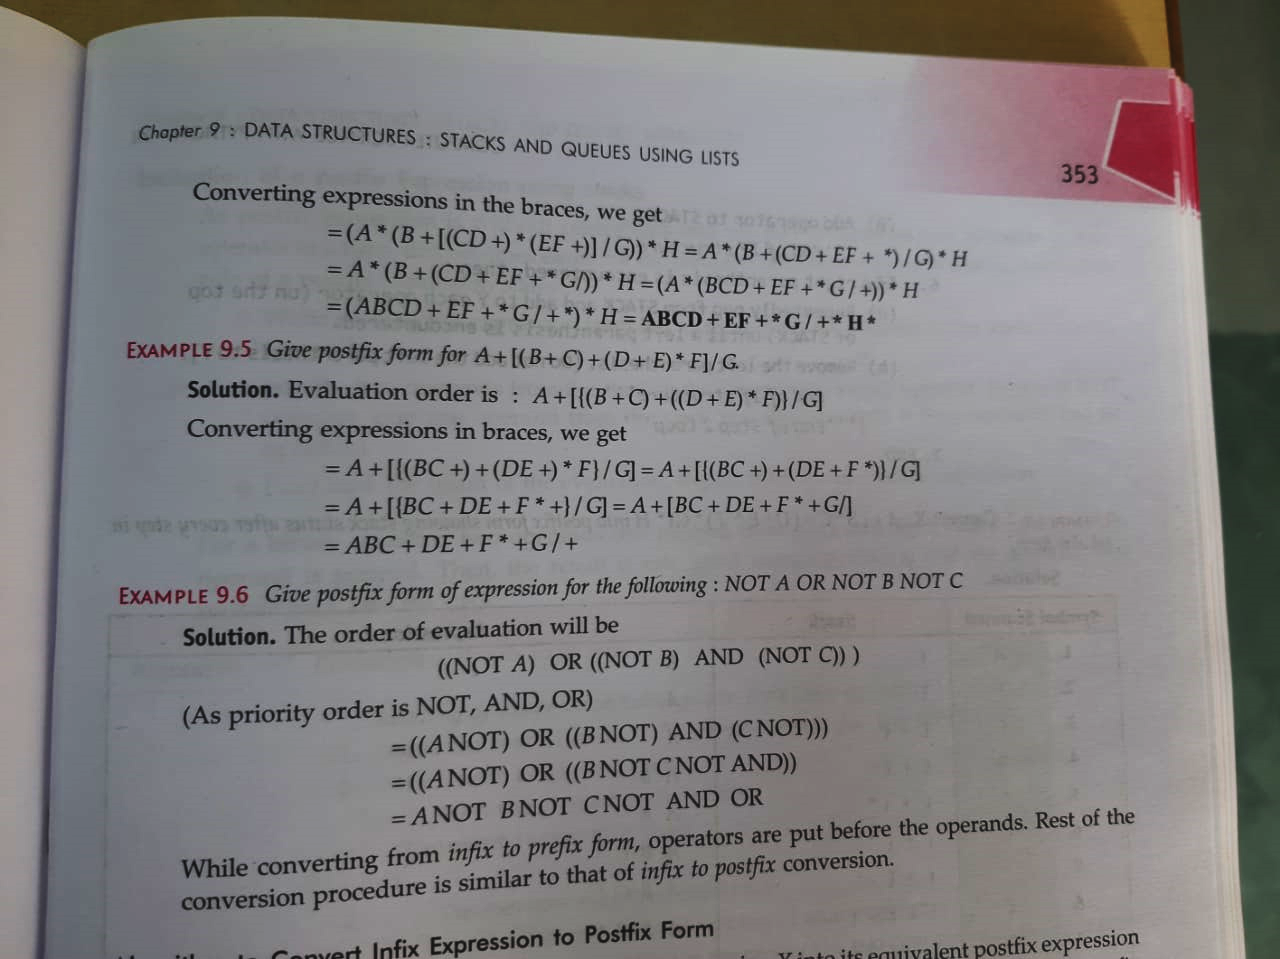 Chapter 9 : DATA STRUCTURES : STACKS AND QUEUES USING LISTS
353
Converting expressions in the braces, we get
= (A * (B + [(CD +) * (EF +)] / G)) * H = A * (B + (CD + EF + *) / G) * H
= A * (B + (CD + EF + * G/)) * H = (A * (BCD + EF + * G / +)) * H
= (ABCD + EF + * G / + *) * H = ABCD + EF + * G / + * H *
EXAMPLE 9.5 Give postfix form for A + [(B + C) + (D + E) * F] / G.
Solution. Evaluation order is : A + [{(B + C) + ((D + E) * F)} / G]
Converting expressions in braces, we get
= A + [{(BC +) + (DE +) * F} / G] = A + [{(BC +) + (DE + F *)} / G]
= A + [{BC + DE + F * +} / G] = A + [BC + DE + F * + G/]
= ABC + DE + F * + G / +
EXAMPLE 9.6 Give postfix form of expression for the following : NOT A OR NOT B NOT C
Solution. The order of evaluation will be
((NOT A) OR ((NOT B) AND (NOT C)) )
(As priority order is NOT, AND, OR)
= ((A NOT) OR ((B NOT) AND (C NOT)))
= ((A NOT) OR ((B NOT C NOT AND))
= A NOT B NOT C NOT AND OR
While converting from infix to prefix form, operators are put before the operands. Rest of the
conversion procedure is similar to that of infix to postfix conversion.
Convert Infix Expression to Postfix Form
into its equivalent postfix expression